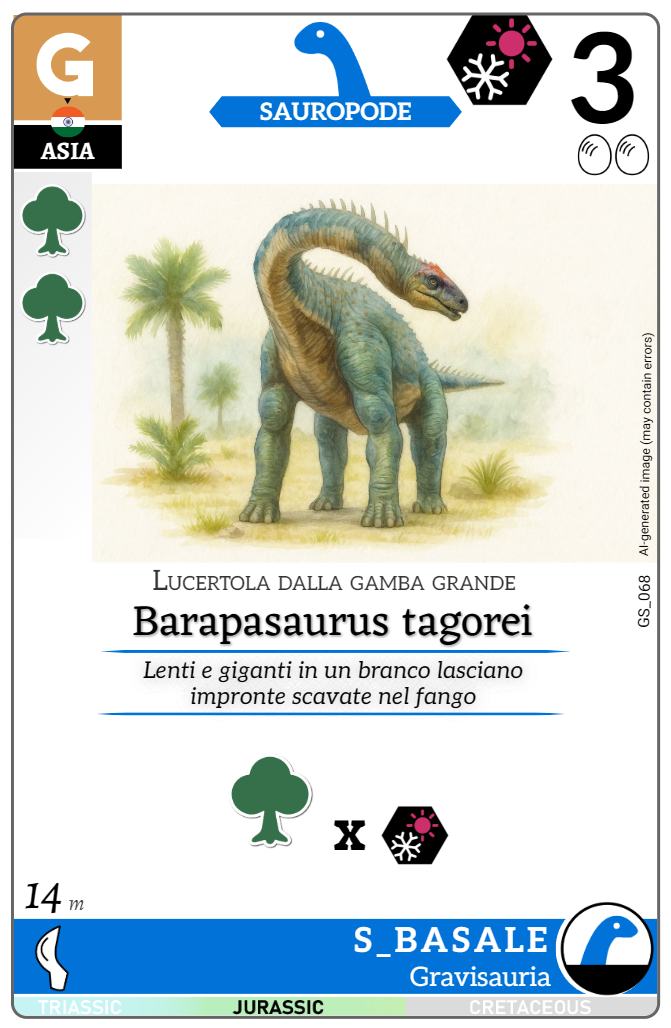 G
ASIA
SAUROPODE
3
AI-generated image (may contain errors)
GS_068
Lucertola dalla gamba grande
Barapasaurus tagorei
Lenti e giganti in un branco lasciano
impronte scavate nel fango
x
14 m
S_BASALE
Gravisauria
TRIASSIC JURASSIC CRETACEOUS